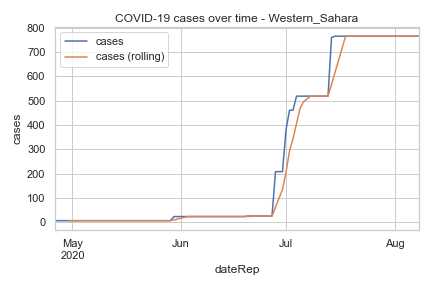 COVID-19 cases over time - Western_Sahara
cases
cases (rolling)
800
700
600
500
400
300
200
100
0
cases
May
2020
Jun
Jul
Aug
dateRep